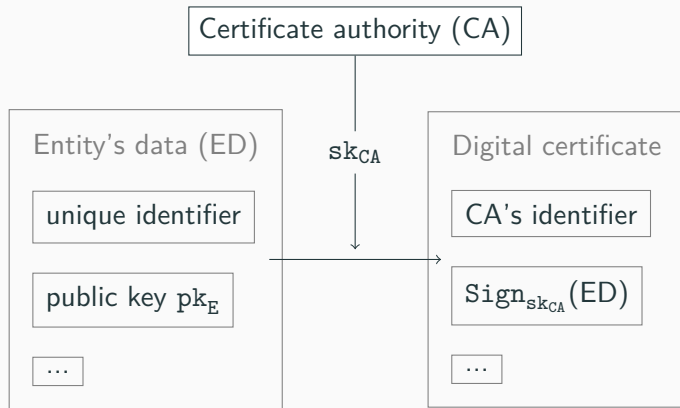 Certificate authority (CA)
Entity's data (ED)
unique identifier
public key pk_E
...
sk_CA
Digital certificate
CA's identifier
Sign_sk_CA(ED)
...